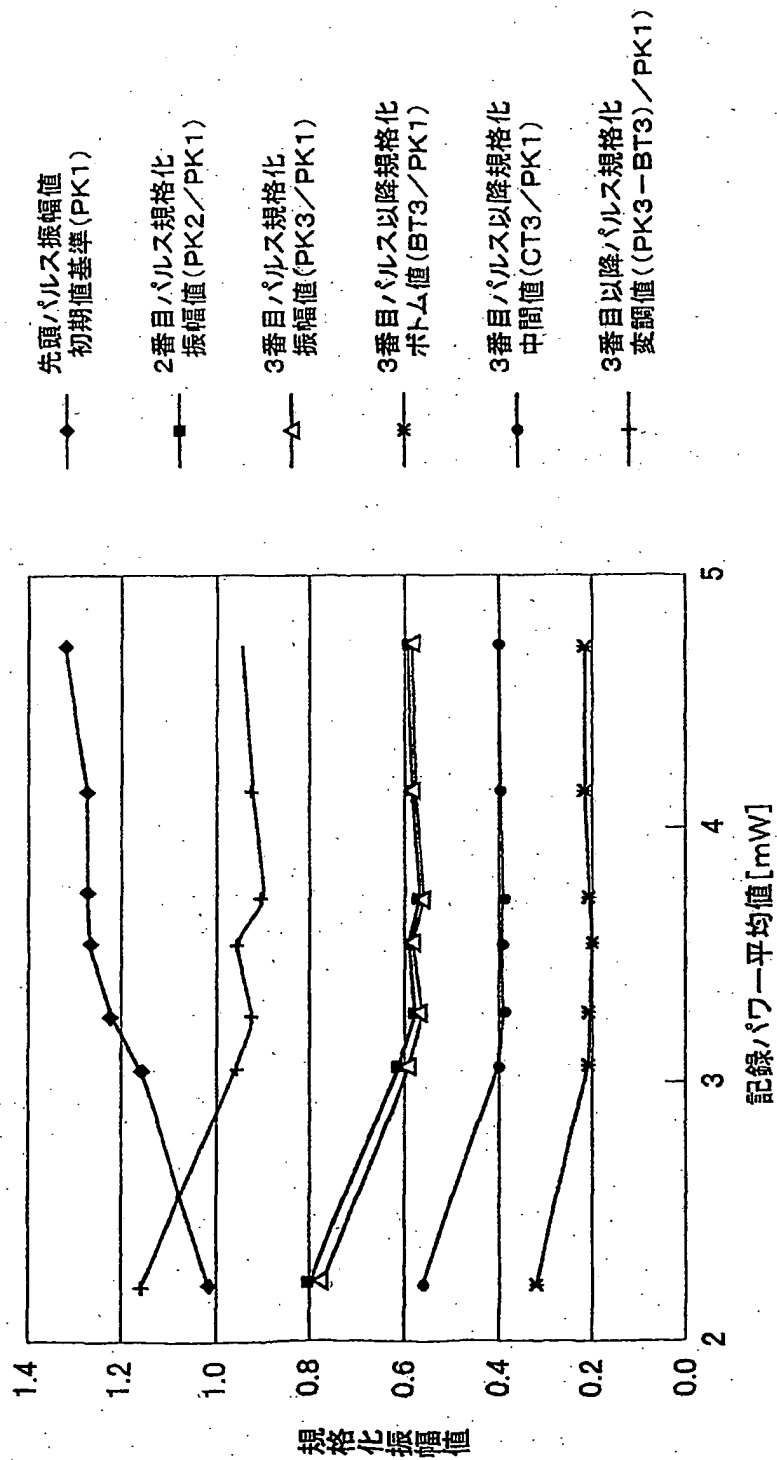 規格化振幅値
1.4
1.2
1.0
0.8
0.6
0.4
0.2
0.0
2
3
4
5
記録パワー平均値[mW]
先頭パルス振幅値
初期値基準(PK1)
2番目パルス規格化
振幅値(PK2/PK1)
3番目パルス規格化
振幅値(PK3/PK1)
3番目パルス以降規格化
ボトム値(BT3/PK1)
3番目パルス以降規格化
中間値(CT3/PK1)
3番目以降パルス規格化
変調値((PK3-BT3)/PK1)